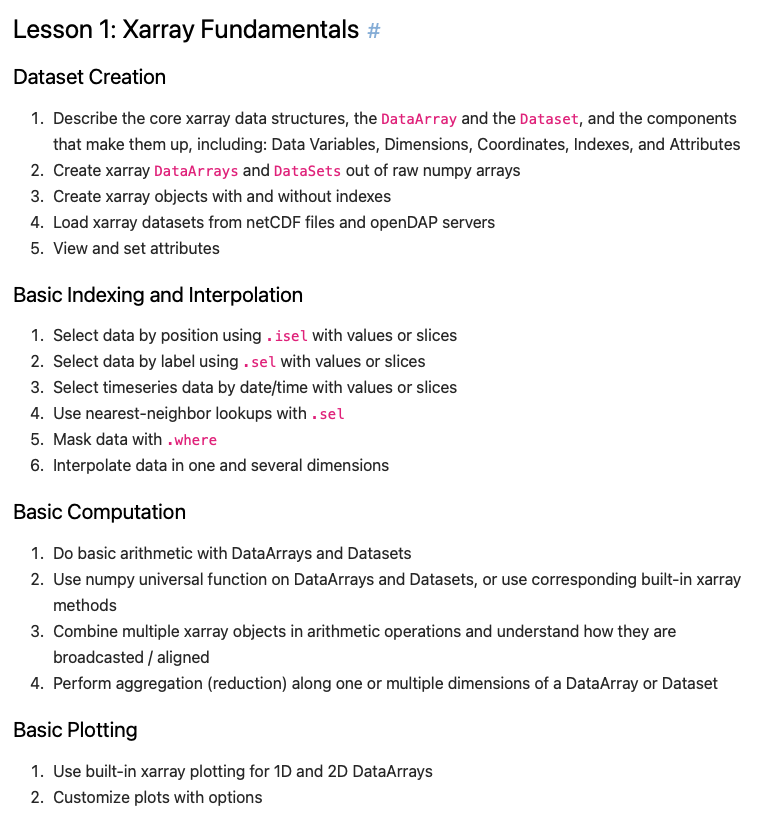 Lesson 1: Xarray Fundamentals #
Dataset Creation
1. Describe the core xarray data structures, the DataArray and the Dataset, and the components
that make them up, including: Data Variables, Dimensions, Coordinates, Indexes, and Attributes
2. Create xarray DataArrays and DataSets out of raw numpy arrays
3. Create xarray objects with and without indexes
4. Load xarray datasets from netCDF files and openDAP servers
5. View and set attributes
Basic Indexing and Interpolation
1. Select data by position using .isel with values or slices
2. Select data by label using .sel with values or slices
3. Select timeseries data by date/time with values or slices
4. Use nearest-neighbor lookups with .sel
5. Mask data with .where
6. Interpolate data in one and several dimensions
Basic Computation
1. Do basic arithmetic with DataArrays and Datasets
2. Use numpy universal function on DataArrays and Datasets, or use corresponding built-in xarray
methods
3. Combine multiple xarray objects in arithmetic operations and understand how they are
broadcasted / aligned
4. Perform aggregation (reduction) along one or multiple dimensions of a DataArray or Dataset
Basic Plotting
1. Use built-in xarray plotting for 1D and 2D DataArrays
2. Customize plots with options